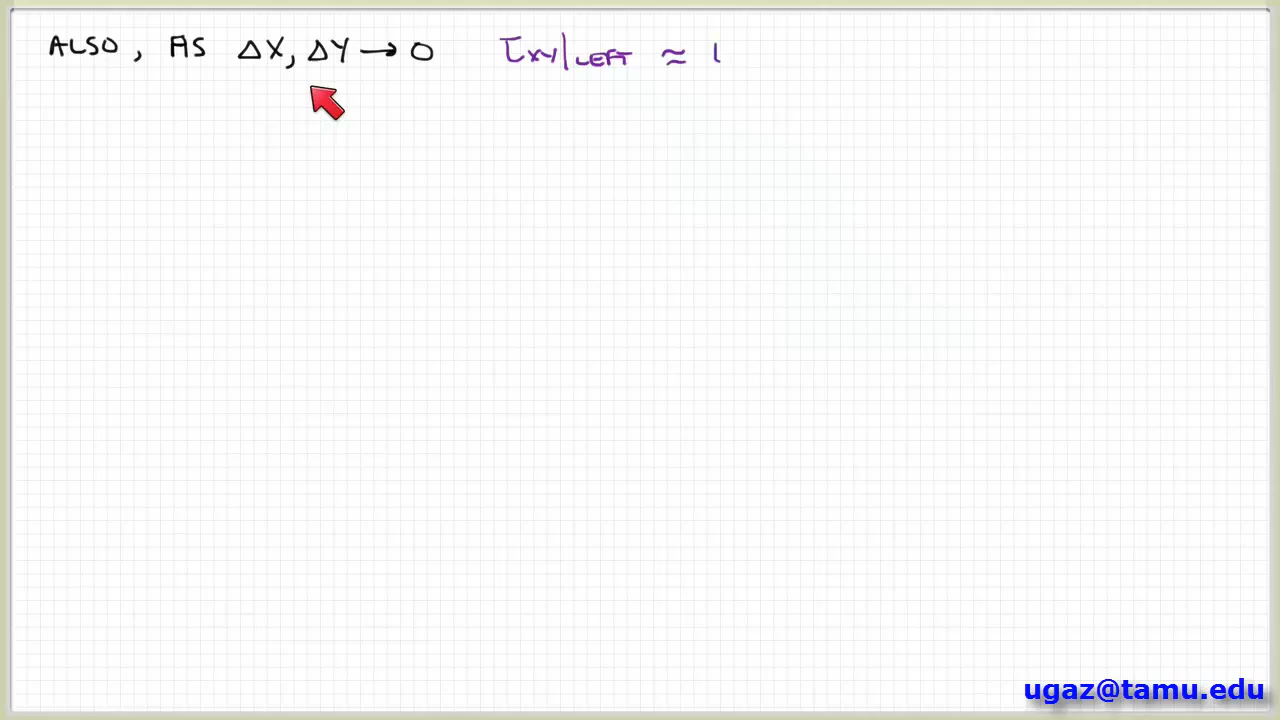 ALSO, AS ΔX, ΔY → 0 τxy|LEFT ≈ 
ugaz@tamu.edu